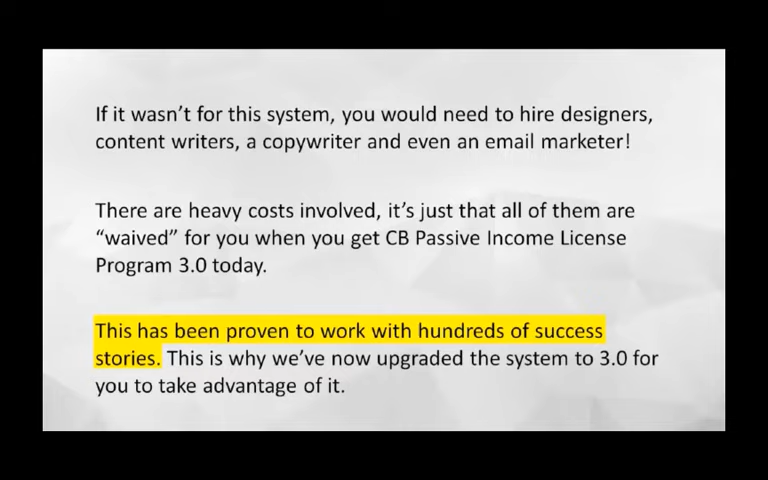 If it wasn’t for this system, you would need to hire designers,
content writers, a copywriter and even an email marketer!
There are heavy costs involved, it’s just that all of them are
“waived” for you when you get CB Passive Income License
Program 3.0 today.
This has been proven to work with hundreds of success
stories. This is why we’ve now upgraded the system to 3.0 for
you to take advantage of it.